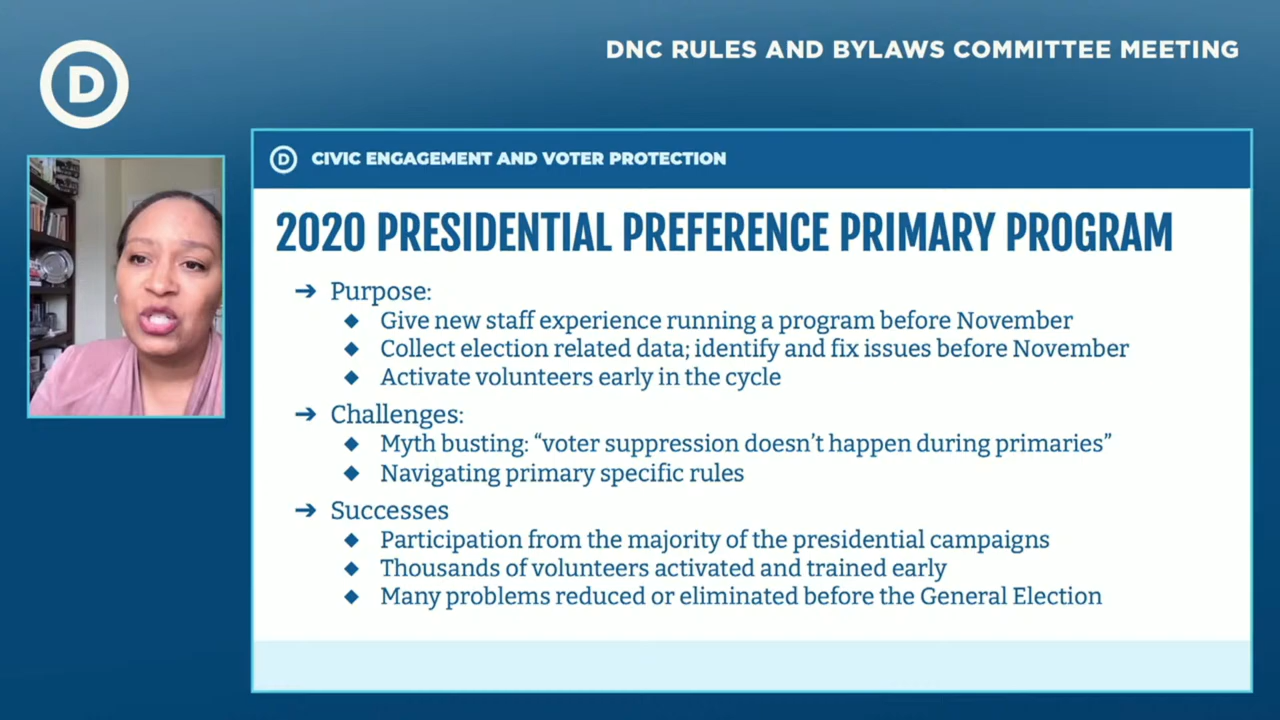 DNC RULES AND BYLAWS COMMITTEE MEETING
D
D CIVIC ENGAGEMENT AND VOTER PROTECTION
2020 PRESIDENTIAL PREFERENCE PRIMARY PROGRAM
➔ Purpose:
◆ Give new staff experience running a program before November
◆ Collect election related data; identify and fix issues before November
◆ Activate volunteers early in the cycle
➔ Challenges:
◆ Myth busting: “voter suppression doesn’t happen during primaries”
◆ Navigating primary specific rules
➔ Successes
◆ Participation from the majority of the presidential campaigns
◆ Thousands of volunteers activated and trained early
◆ Many problems reduced or eliminated before the General Election